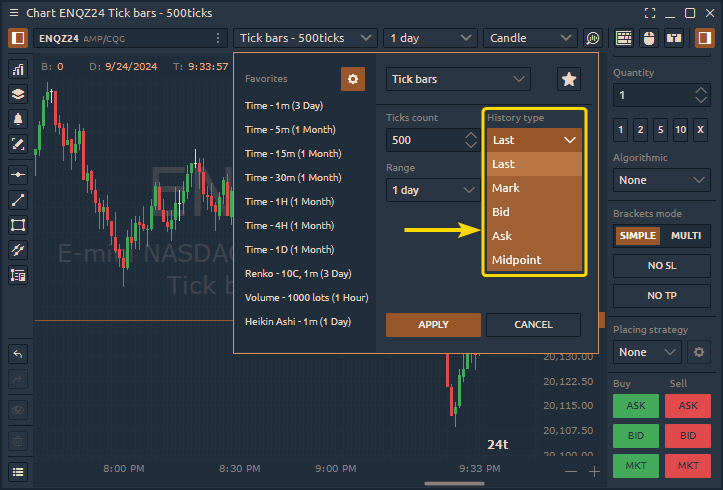 Chart ENQZ24 Tick bars - 500ticks
ENQZ24 AMP/CQG
Tick bars - 500ticks
1 day
Candle
B: 0 D: 9/24/2024 T: 9:33:57
Favorites
Time - 1m (3 Day)
Time - 5m (1 Month)
Time - 15m (1 Month)
Time - 30m (1 Month)
Time - 1H (1 Month)
Time - 4H (1 Month)
Time - 1D (1 Month)
Renko - 10C, 1m (3 Day)
Volume - 1000 lots (1 Hour)
Heikin Ashi - 1m (1 Day)
Tick bars
Ticks count
500
Range
1 day
History type
Last
Last
Mark
Bid
Ask
Midpoint
APPLY
CANCEL
EN
E-mini NASDAQ
Tick b
20,130.00
20,122.50
20,115.00
20,107.50
20,100.00
24t
8:00 PM
8:30 PM
9:00 PM
9:33 PM
Quantity
1
1 2 5 10 X
Algorithmic
None
Brackets mode
SIMPLE MULTI
NO SL
NO TP
Placing strategy
None
Buy Sell
ASK ASK
BID BID
MKT MKT